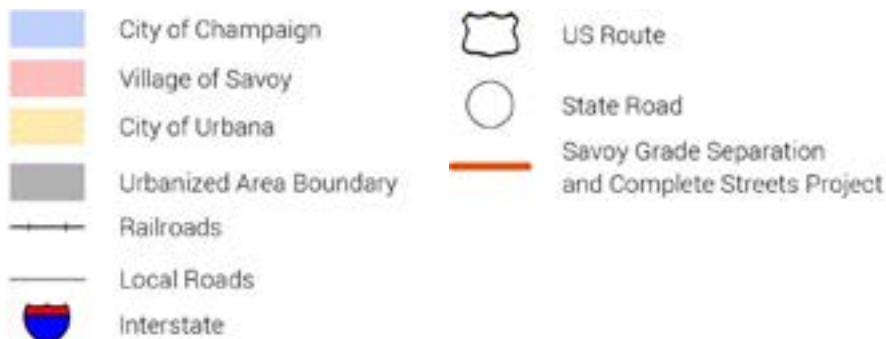 City of Champaign
Village of Savoy
City of Urbana
Urbanized Area Boundary
Railroads
Local Roads
Interstate
US Route
State Road
Savoy Grade Separation
and Complete Streets Project